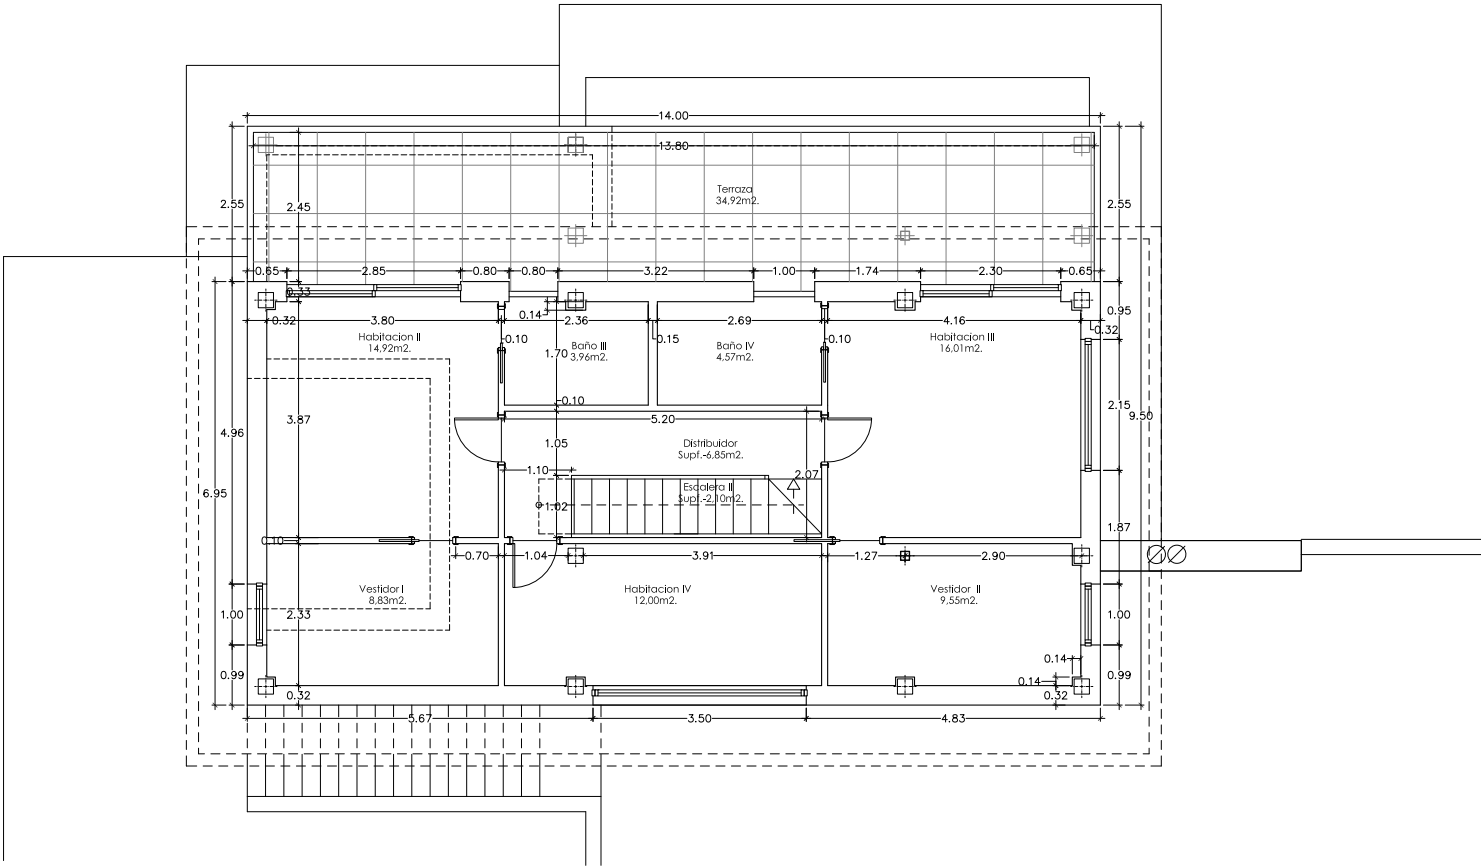 14.00
13.80
Terraza
34,92m2.
2.55
2.45
2.55
0.65
2.85
0.80
0.80
3.22
1.00
1.74
2.30
0.65
0.33
0.32
3.80
0.14
2.36
2.69
4.16
0.95
0.32
Habitacion II
14,92m2.
0.10
1.70
Baño III
3,96m2.
0.15
Baño IV
4,57m2.
0.10
Habitacion III
16,01m2.
0.10
2.15
9.50
3.87
5.20
4.96
1.05
Distribuidor
Supf.-6,85m2.
1.10
2.07
6.95
Escalera II
Supf.-2,10m2.
1.02
1.87
0.70
1.04
3.91
1.27
2.90
Vestidor I
8,83m2.
Habitacion IV
12,00m2.
Vestidor II
9,55m2.
1.00
2.33
1.00
0.14
0.99
0.14
0.99
0.32
0.32
5.67
3.50
4.83